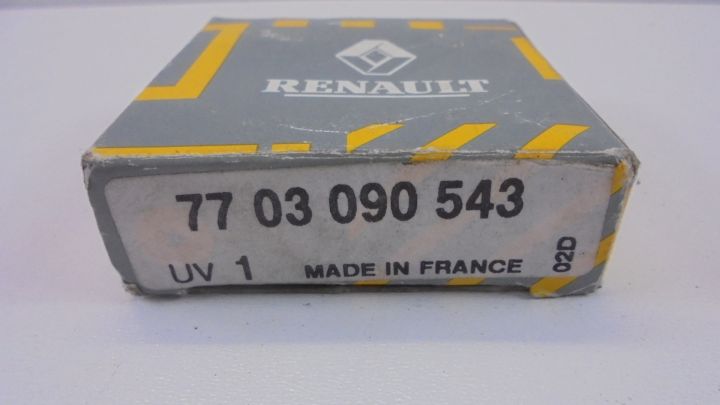 RENAULT
77 03 090 543
UV 1 MADE IN FRANCE
02D